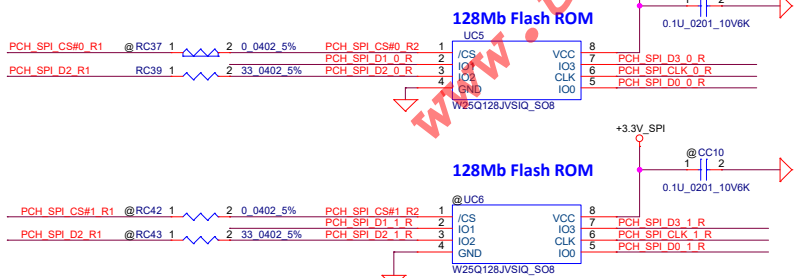 1 2
0.1U_0201_10V6K
128Mb Flash ROM
UC5
PCH_SPI_CS#0_R1 @RC37 1 2 0_0402_5% PCH_SPI_CS#0_R2 1 /CS VCC 8
PCH_SPI_D1_0_R 2 IO1 IO3 7 PCH_SPI_D3_0_R
PCH_SPI_D2_R1 RC39 1 2 33_0402_5% PCH_SPI_D2_0_R 3 IO2 CLK 6 PCH_SPI_CLK_0_R
4 GND IO0 5 PCH_SPI_D0_0_R
W25Q128JVSIQ_SO8
www.
+3.3V_SPI
@CC10
1 2
0.1U_0201_10V6K
128Mb Flash ROM
@UC6
PCH_SPI_CS#1_R1 @RC42 1 2 0_0402_5% PCH_SPI_CS#1_R2 1 /CS VCC 8
PCH_SPI_D1_1_R 2 IO1 IO3 7 PCH_SPI_D3_1_R
PCH_SPI_D2_R1 @RC43 1 2 33_0402_5% PCH_SPI_D2_1_R 3 IO2 CLK 6 PCH_SPI_CLK_1_R
4 GND IO0 5 PCH_SPI_D0_1_R
W25Q128JVSIQ_SO8